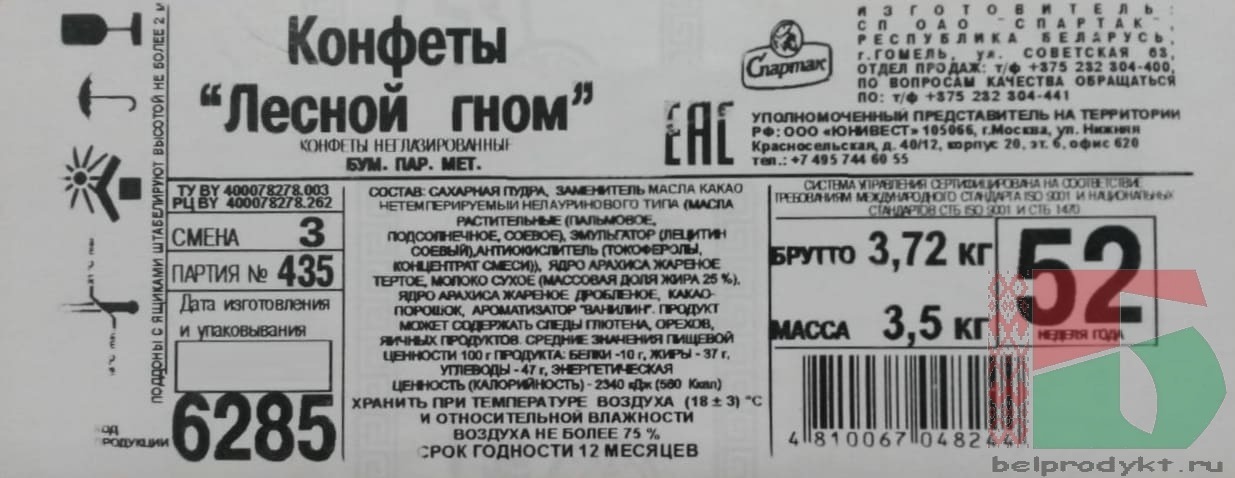 Конфеты
"Лесной гном"
КОНФЕТЫ НЕГЛАЗИРОВАННЫЕ
БУМ. ПАР. МЕТ.
Спартак
ЕАС
ИЗГОТОВИТЕЛЬ:
СП ОАО "СПАРТАК"
РЕСПУБЛИКА БЕЛАРУСЬ,
г.ГОМЕЛЬ, ул. СОВЕТСКАЯ 63,
ОТДЕЛ ПРОДАЖ: т/ф +375 232 304-400,
ПО ВОПРОСАМ КАЧЕСТВА ОБРАЩАТЬСЯ
ПО: т/ф +375 232 304-441
УПОЛНОМОЧЕННЫЙ ПРЕДСТАВИТЕЛЬ НА ТЕРРИТОРИИ
РФ: ООО «ЮНИВЕСТ» 105066, г.Москва, ул. Нижняя
Красносельская, д. 40/12, корпус 20, эт. 6, офис 620
тел.: +7 495 744 60 55
ПОДДОНЫ С ЯЩИКАМИ ШТАБЕЛИРУЮТ ВЫСОТОЙ НЕ БОЛЕЕ 2 м
ТУ BY 400078278.003
РЦ BY 400078278.262
СМЕНА 3
ПАРТИЯ № 435
Дата изготовления
и упаковывания
ОД
РОДУКЦИИ
6285
СОСТАВ: САХАРНАЯ ПУДРА, ЗАМЕНИТЕЛЬ МАСЛА КАКАО
НЕТЕМПЕРИРУЕМЫЙ НЕЛАУРИНОВОГО ТИПА (МАСЛА
РАСТИТЕЛЬНЫЕ (ПАЛЬМОВОЕ,
ПОДСОЛНЕЧНОЕ, СОЕВОЕ), ЭМУЛЬГАТОР (ЛЕЦИТИН
СОЕВЫЙ),АНТИОКИСЛИТЕЛЬ (ТОКОФЕРОЛЫ,
КОНЦЕНТРАТ СМЕСИ)), ЯДРО АРАХИСА ЖАРЕНОЕ
ТЕРТОЕ, МОЛОКО СУХОЕ (МАССОВАЯ ДОЛЯ ЖИРА 25 %),
ЯДРО АРАХИСА ЖАРЕНОЕ ДРОБЛЕНОЕ, КАКАО-
ПОРОШОК, АРОМАТИЗАТОР "ВАНИЛИН". ПРОДУКТ
МОЖЕТ СОДЕРЖАТЬ СЛЕДЫ ГЛЮТЕНА, ОРЕХОВ,
ЯИЧНЫХ ПРОДУКТОВ. СРЕДНИЕ ЗНАЧЕНИЯ ПИЩЕВОЙ
ЦЕННОСТИ 100 г ПРОДУКТА: БЕЛКИ -10 г, ЖИРЫ - 37 г,
УГЛЕВОДЫ - 47 г, ЭНЕРГЕТИЧЕСКАЯ
ЦЕННОСТЬ (КАЛОРИЙНОСТЬ) - 2340 кДж (560 Ккал)
ХРАНИТЬ ПРИ ТЕМПЕРАТУРЕ ВОЗДУХА (18 ± 3) °С
И ОТНОСИТЕЛЬНОЙ ВЛАЖНОСТИ
ВОЗДУХА НЕ БОЛЕЕ 75 %
СРОК ГОДНОСТИ 12 МЕСЯЦЕВ
СИСТЕМА УПРАВЛЕНИЯ СЕРТИФИЦИРОВАНА НА СООТВЕТСТВИЕ
ТРЕБОВАНИЯМ МЕЖДУНАРОДНОГО СТАНДАРТА ISO 9001 И НАЦИОНАЛЬНЫХ
СТАНДАРТОВ СТБ ISO 9001 И СТБ 1470
БРУТТО 3,72 кг
МАССА 3,5 кг
52
НЕДЕЛЯ ГОДА
4 810067 04824
belprodykt.ru